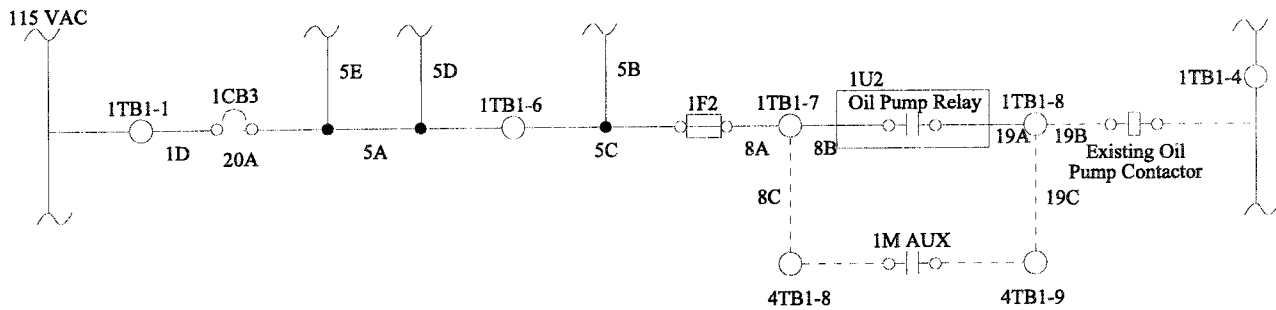 115 VAC
5E
5D
5B
1TB1-4
1TB1-1
1CB3
1TB1-6
1F2
1TB1-7
1U2
Oil Pump Relay
1TB1-8
1D
20A
5A
5C
8A
8B
19A
19B
Existing Oil
Pump Contactor
8C
19C
1M AUX
4TB1-8
4TB1-9